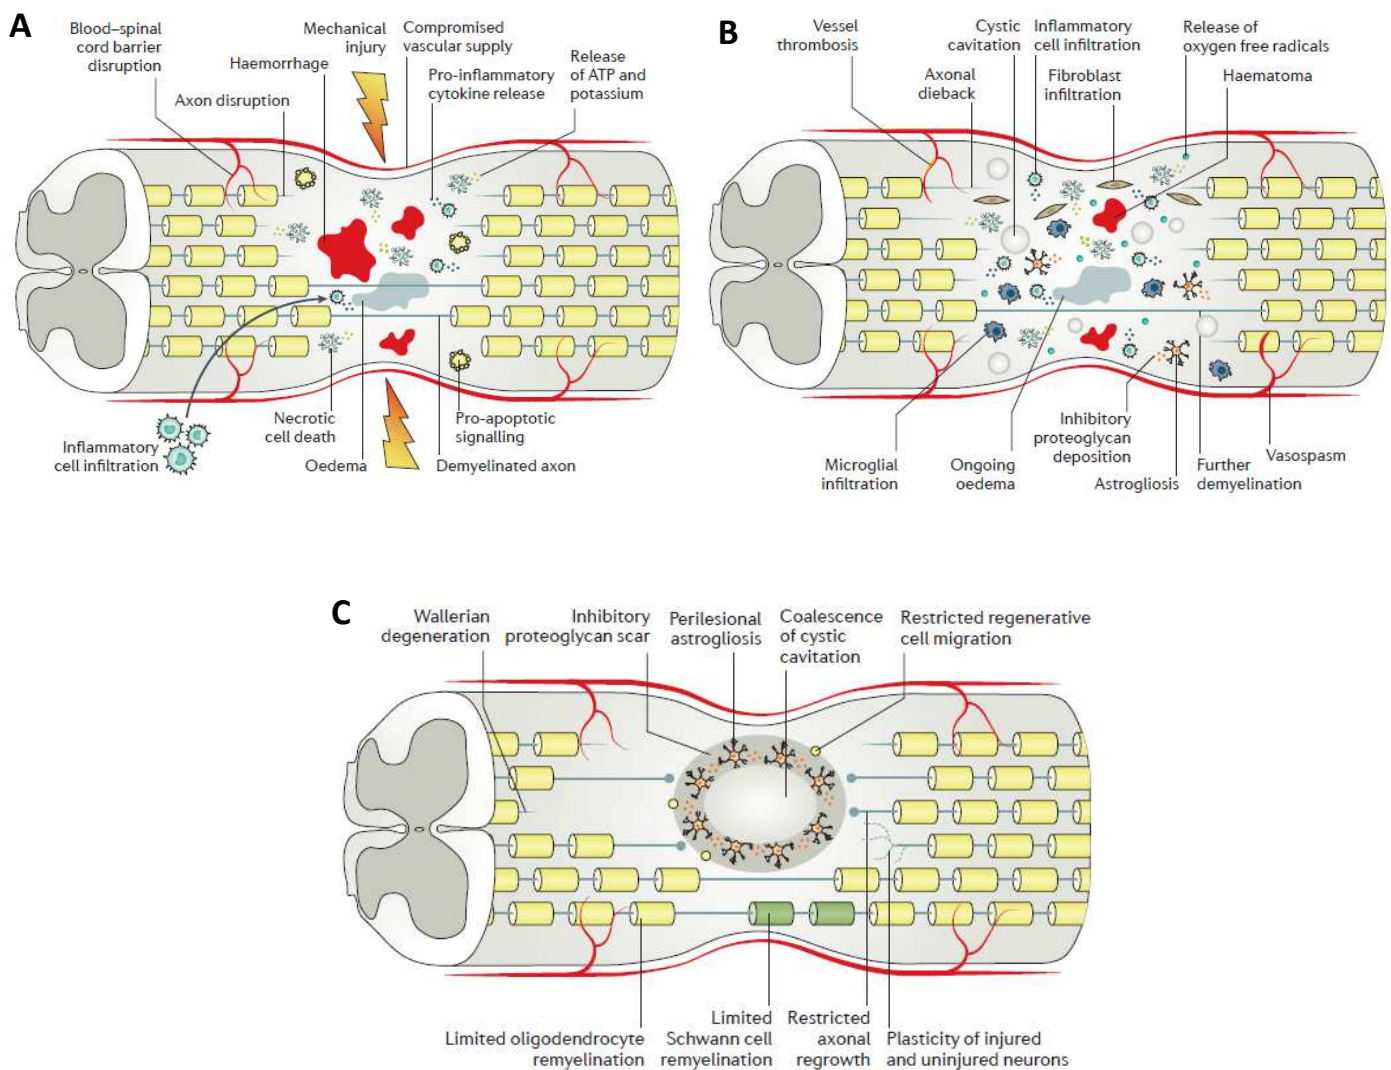 A
Blood–spinal
cord barrier
disruption
Haemorrhage
Axon disruption
Mechanical
injury
Compromised
vascular supply
Pro-inflammatory
cytokine release
Release
of ATP and
potassium
Inflammatory
cell infiltration
Necrotic
cell death
Oedema
Pro-apoptotic
signalling
Demyelinated axon
B
Vessel
thrombosis
Axonal
dieback
Cystic
cavitation
Inflammatory
cell infiltration
Fibroblast
infiltration
Release of
oxygen free radicals
Haematoma
Microglial
infiltration
Ongoing
oedema
Inhibitory
proteoglycan
deposition
Astrogliosis
Further
demyelination
Vasospasm
C
Wallerian
degeneration
Inhibitory
proteoglycan scar
Perilesional
astrogliosis
Coalescence
of cystic
cavitation
Restricted regenerative
cell migration
Limited oligodendrocyte
remyelination
Limited
Schwann cell
remyelination
Restricted
axonal
regrowth
Plasticity of injured
and uninjured neurons